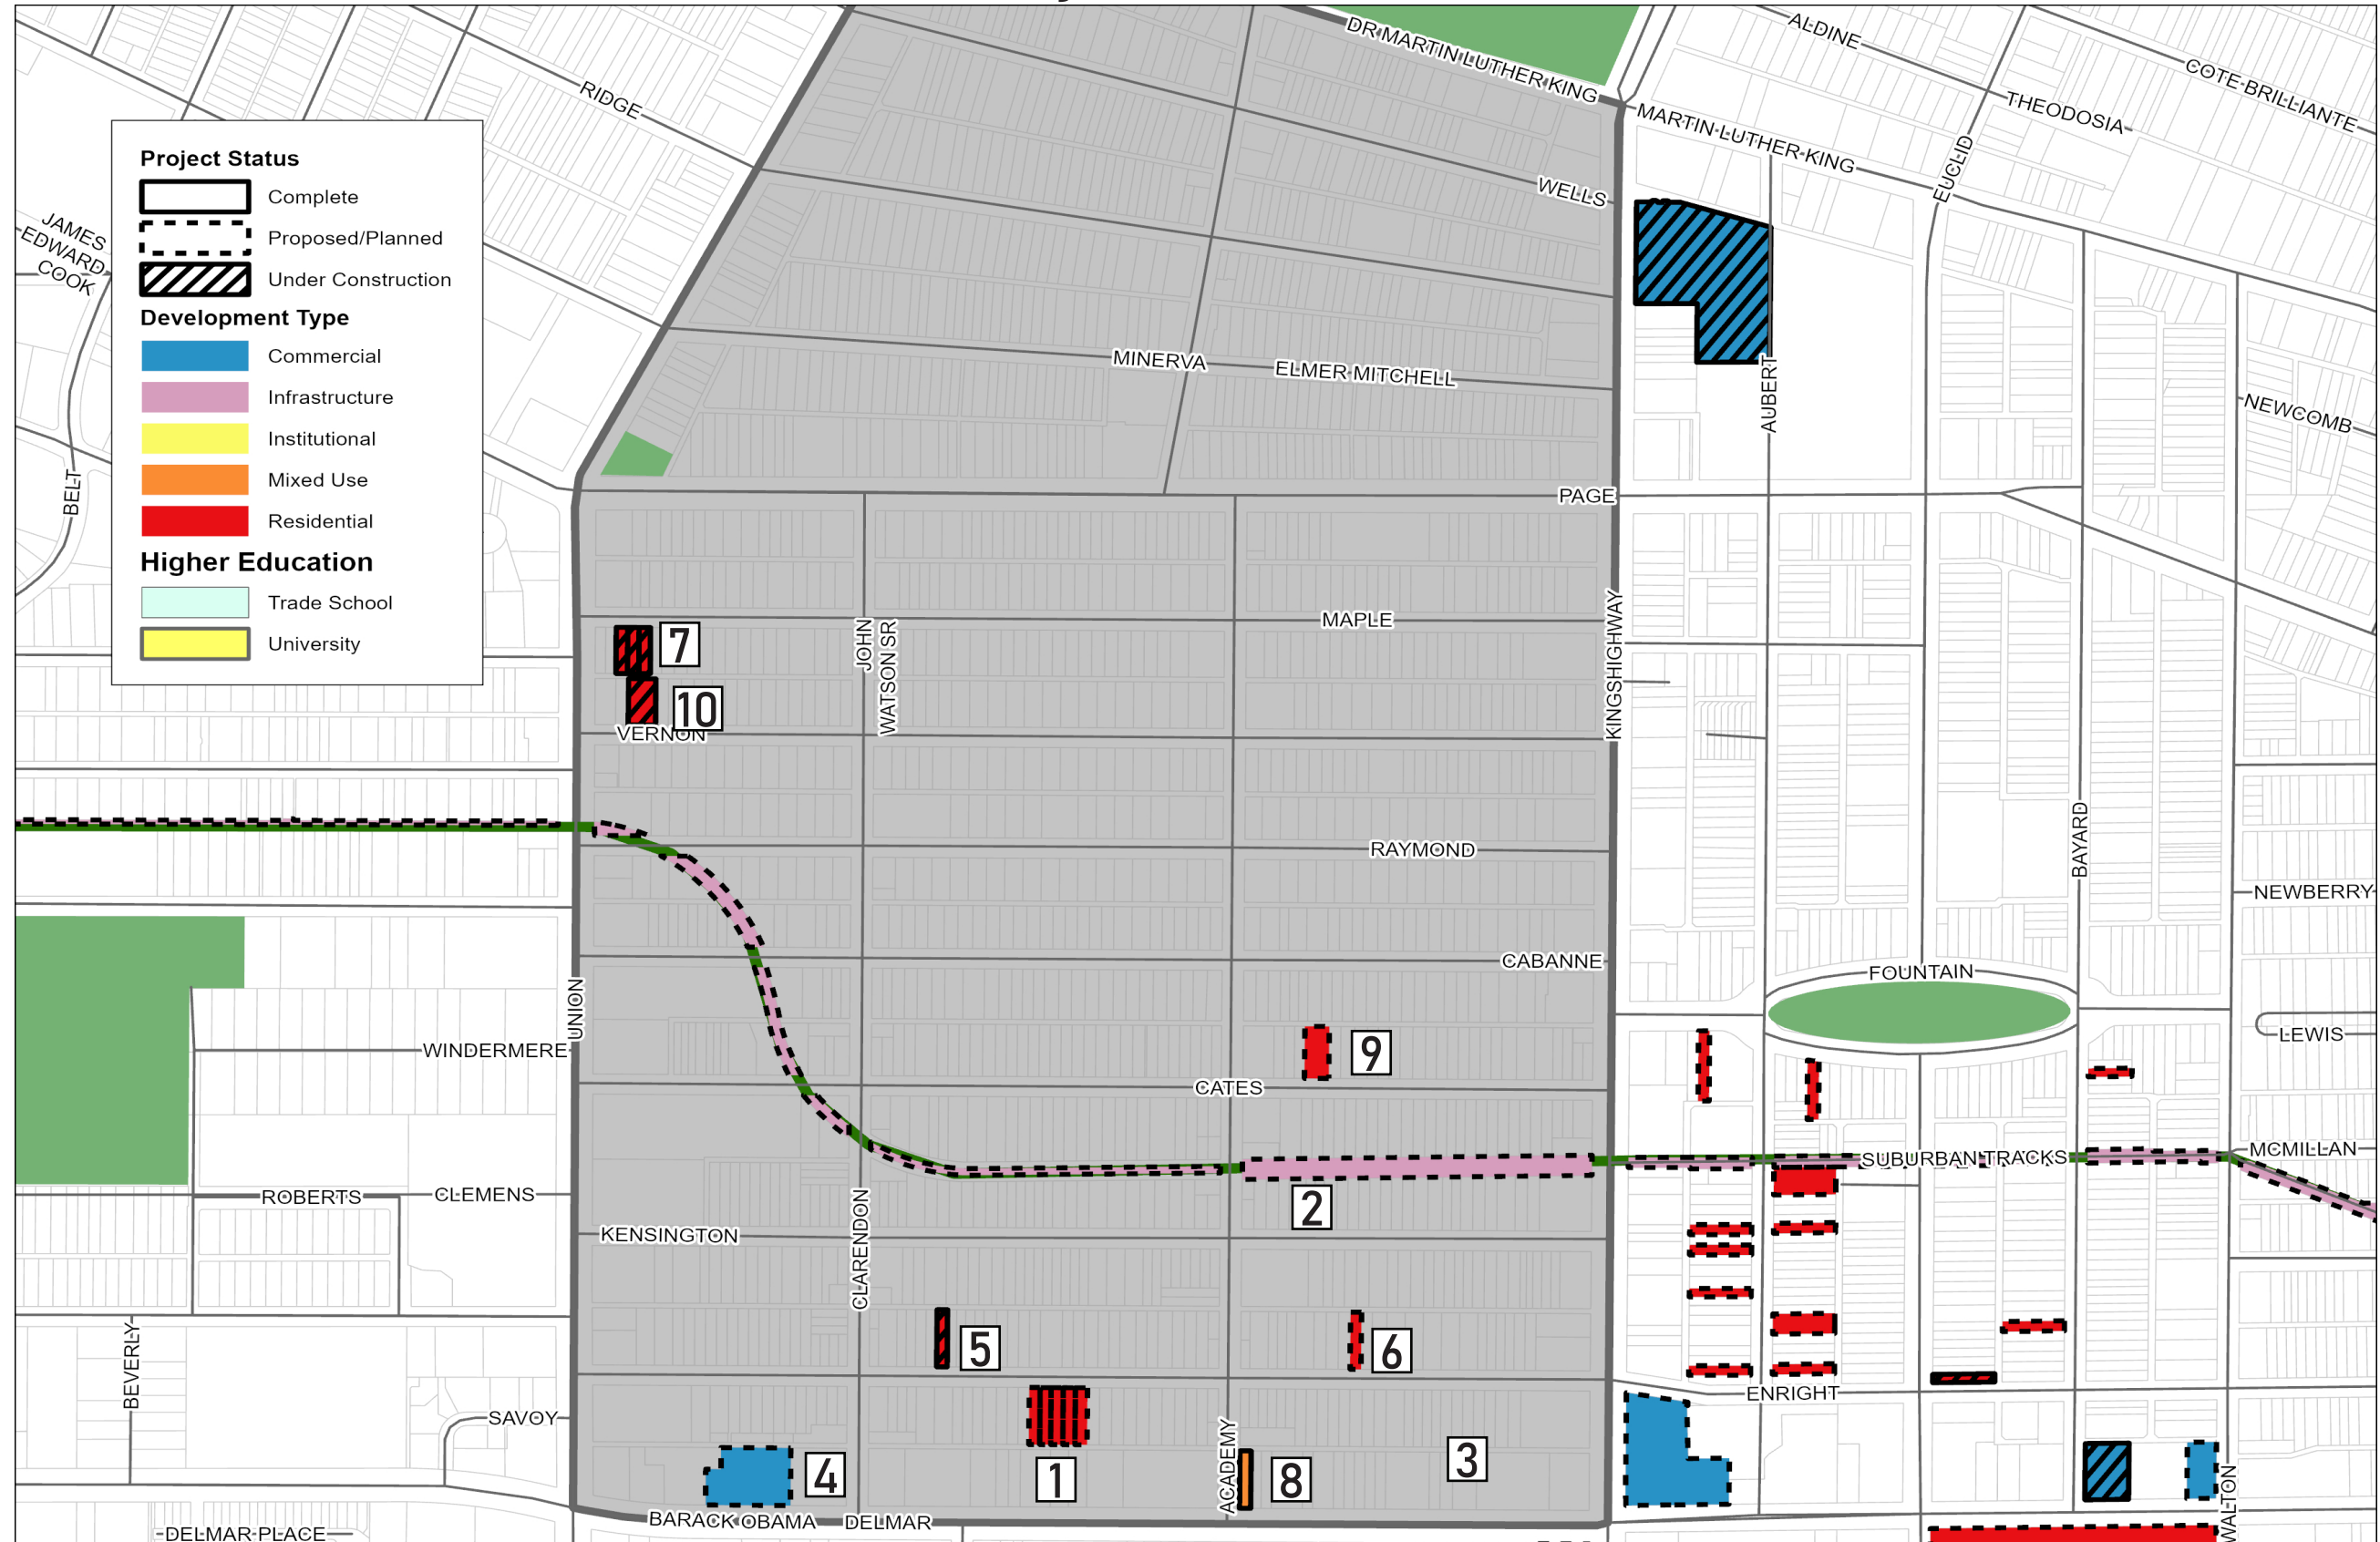 DR MARTIN LUTHER KING
ALDINE
COTE BRILLIANTE
THEODOSIA
RIDGE
MARTIN LUTHER KING
EUCLID
WELLS
Project Status
Complete
Proposed/Planned
Under Construction
Development Type
Commercial
Infrastructure
Institutional
Mixed Use
Residential
Higher Education
Trade School
University
JAMES
EDWARD
COOK
BELT
MINERVA
ELMER MITCHELL
AUBERT
NEWCOMB
PAGE
MAPLE
KINGSHIGHWAY
JOHN
WATSON SR
7
10
VERNON
RAYMOND
BAYARD
NEWBERRY
CABANNE
FOUNTAIN
UNION
WINDERMERE
LEWIS
9
CATES
SUBURBAN TRACKS
MCMILLAN
ROBERTS
CLEMENS
2
KENSINGTON
CLARENDON
BEVERLY
5
6
ENRIGHT
SAVOY
ACADEMY
4
1
8
3
WALTON
BARACK OBAMA
DELMAR
DELMAR PLACE